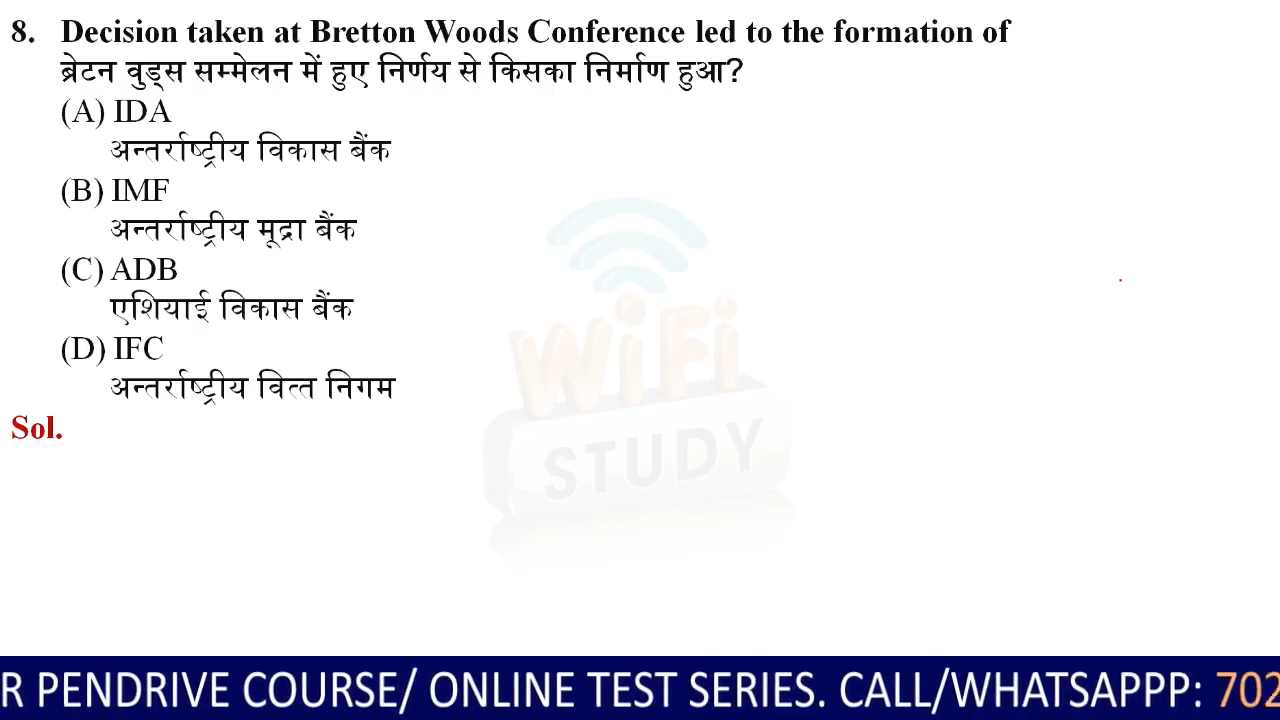 8. Decision taken at Bretton Woods Conference led to the formation of
ब्रेटन वुड्स सम्मेलन में हुए निर्णय से किसका निर्माण हुआ?
(A) IDA
अन्तर्राष्ट्रीय विकास बैंक
(B) IMF
अन्तर्राष्ट्रीय मूद्रा बैंक
(C) ADB
एशियाई विकास बैंक
(D) IFC
अन्तर्राष्ट्रीय वित्त निगम
Sol.
WiFi
STUDY
R PENDRIVE COURSE/ ONLINE TEST SERIES. CALL/WHATSAPPP: 702